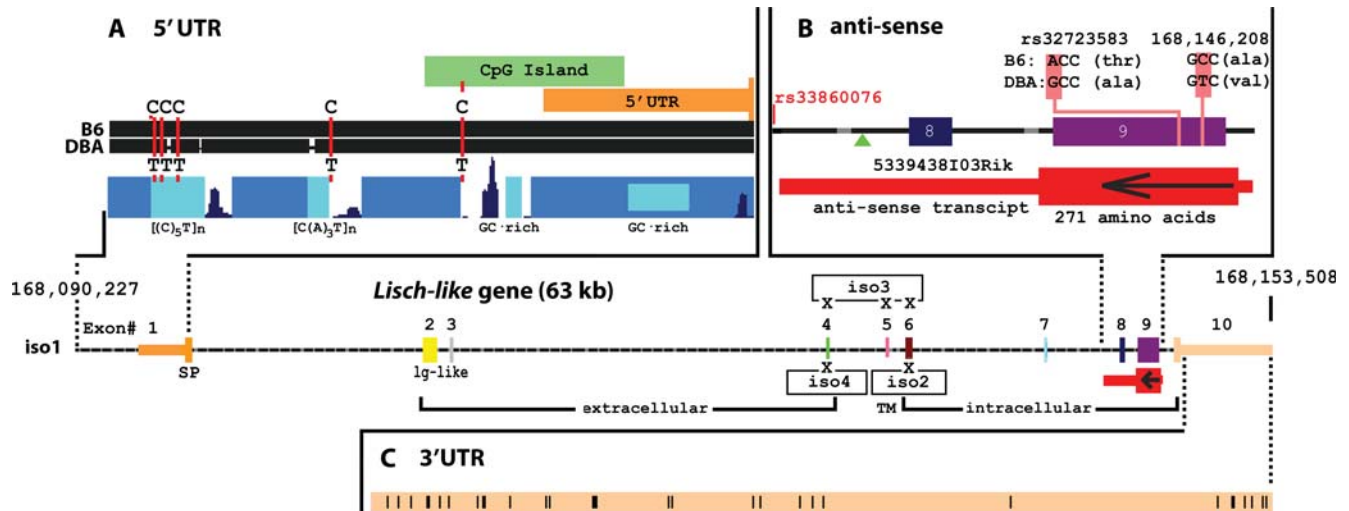 A 5' UTR
CpG Island
5'UTR
CCC C C
B6
DBA
TTT T T
[(C)5T]n [C(A)3T]n GC-rich GC-rich
B anti-sense
rs32723583 168,146,208
B6: ACC (thr) GCC (ala)
DBA: GCC (ala) GTC (val)
rs33860076
8 9
5339438I03Rik
anti-sense transcipt
271 amino acids
168,090,227
Lisch-like gene (63 kb)
168,153,508
iso3
X X X
Exon# 1 2 3 4 5 6 7 8 9 10
iso1
SP Ig-like
X X
iso4 iso2
extracellular TM intracellular
C 3'UTR